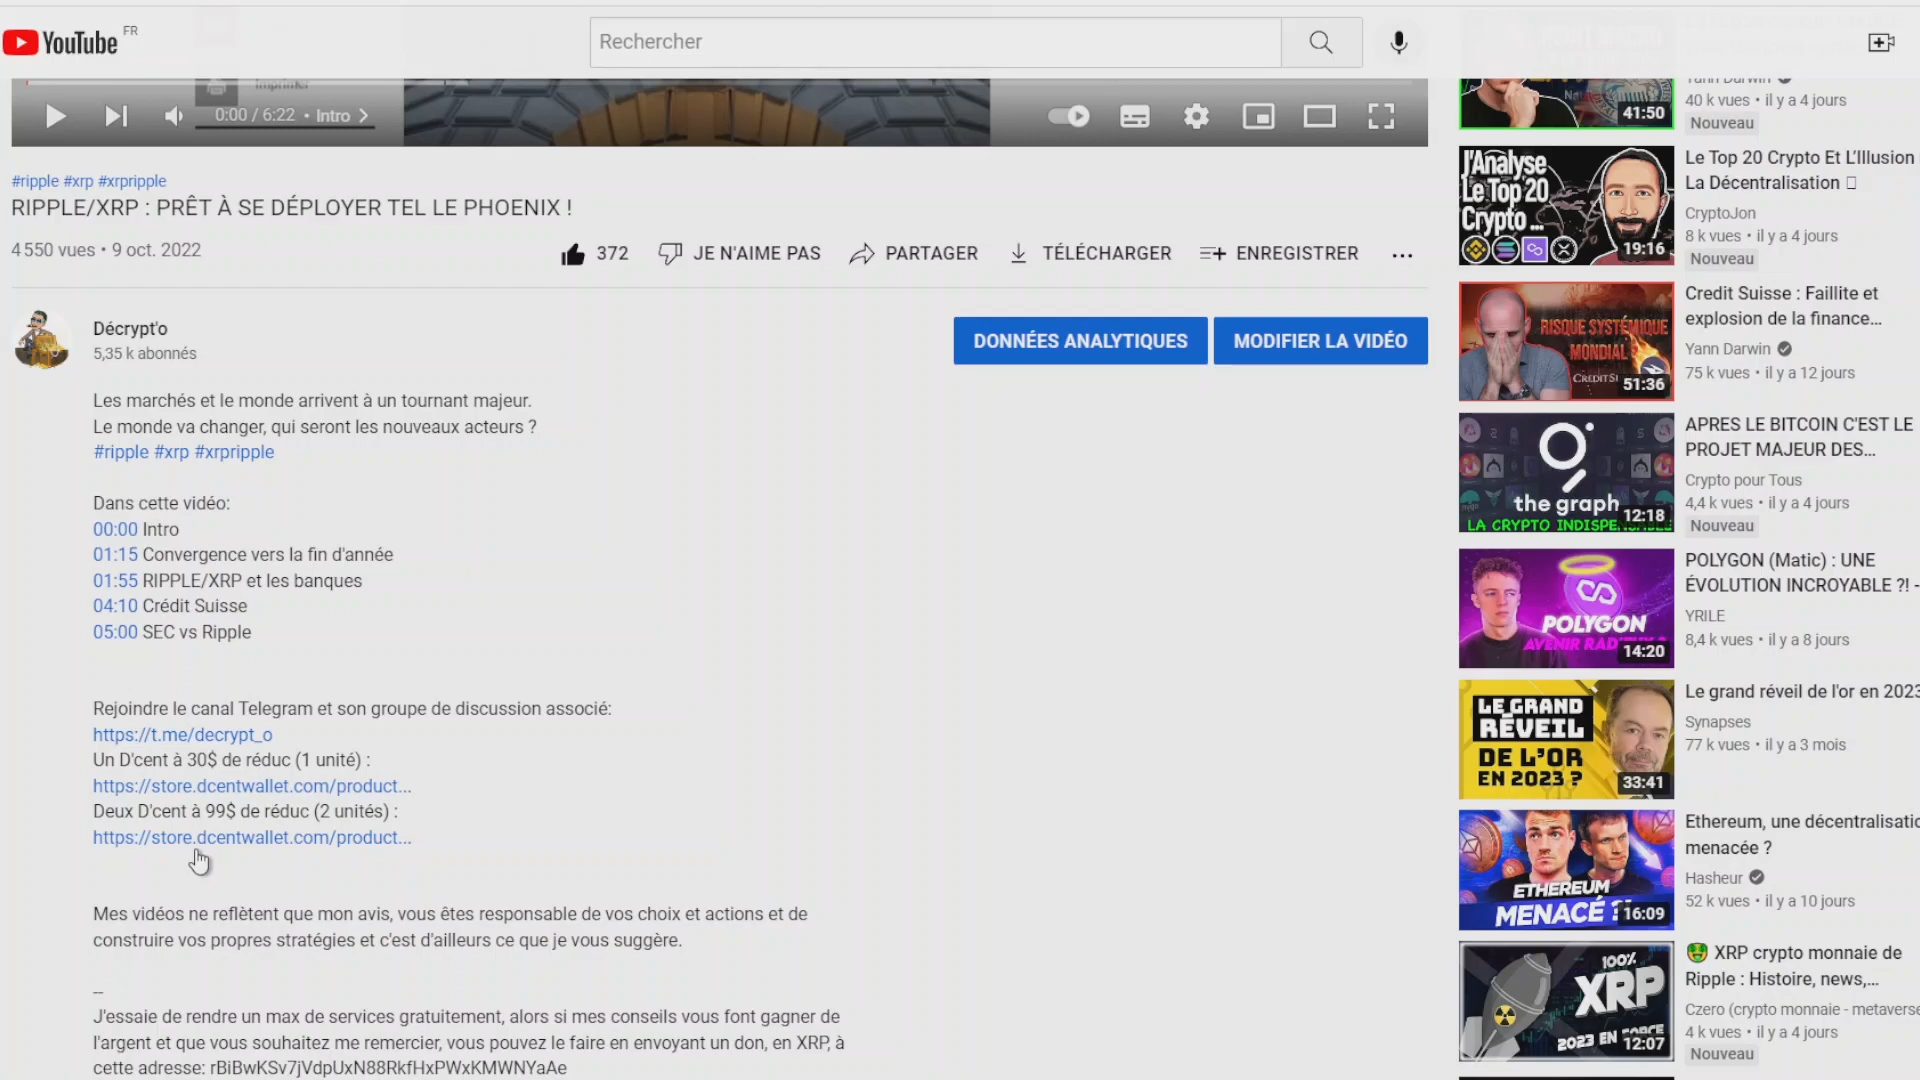 YouTube FR
Rechercher
Imprimer
0:00 / 6:22 • Intro
#ripple #xrp #xrpripple
RIPPLE/XRP : PRÊT À SE DÉPLOYER TEL LE PHOENIX !
4 550 vues • 9 oct. 2022
372
JE N'AIME PAS
PARTAGER
TÉLÉCHARGER
ENREGISTRER
Décrypt'o
5,35 k abonnés
DONNÉES ANALYTIQUES
MODIFIER LA VIDÉO
Les marchés et le monde arrivent à un tournant majeur.
Le monde va changer, qui seront les nouveaux acteurs ?
#ripple #xrp #xrpripple
Dans cette vidéo:
00:00 Intro
01:15 Convergence vers la fin d'année
01:55 RIPPLE/XRP et les banques
04:10 Crédit Suisse
05:00 SEC vs Ripple
Rejoindre le canal Telegram et son groupe de discussion associé:
https://t.me/decrypt_o
Un D'cent à 30$ de réduc (1 unité) :
https://store.dcentwallet.com/product...
Deux D'cent à 99$ de réduc (2 unités) :
https://store.dcentwallet.com/product...
Mes vidéos ne reflètent que mon avis, vous êtes responsable de vos choix et actions et de
construire vos propres stratégies et c'est d'ailleurs ce que je vous suggère.
--
J'essaie de rendre un max de services gratuitement, alors si mes conseils vous font gagner de
l'argent et que vous souhaitez me remercier, vous pouvez le faire en envoyant un don, en XRP, à
cette adresse: rBiBwKSv7jVdpUxN88RkfHxPWxKMWNYaAe
41:50
Yann Darwin
40 k vues • il y a 4 jours
Nouveau
J'Analyse
Le Top 20
Crypto ...
19:16
Le Top 20 Crypto Et L'Illusion
La Décentralisation
CryptoJon
8 k vues • il y a 4 jours
Nouveau
RISQUE SYSTÉMIQUE
MONDIAL
51:36
Credit Suisse : Faillite et
explosion de la finance...
Yann Darwin
75 k vues • il y a 12 jours
the graph
LA CRYPTO
12:18
APRES LE BITCOIN C'EST LE
PROJET MAJEUR DES...
Crypto pour Tous
4,4 k vues • il y a 4 jours
Nouveau
POLYGON
AVENIR
14:20
POLYGON (Matic) : UNE
ÉVOLUTION INCROYABLE ?! -
YRILE
8,4 k vues • il y a 8 jours
LE GRAND
RÉVEIL
DE L'OR
EN 2023 ?
33:41
Le grand réveil de l'or en 2023
Synapses
77 k vues • il y a 3 mois
ETHEREUM
MENACÉ ?!
16:09
Ethereum, une décentralisatio
menacée ?
Hasheur
52 k vues • il y a 10 jours
100%
XRP
2023 EN FORCE
12:07
XRP crypto monnaie de
Ripple : Histoire, news,...
Czero (crypto monnaie - metaverse
4 k vues • il y a 4 jours
Nouveau